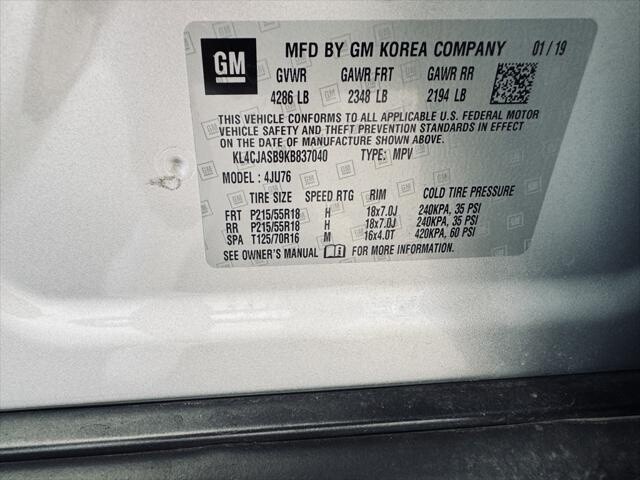 GM
MFD BY GM KOREA COMPANY 01/19
GVWR GAWR FRT GAWR RR
4286 LB 2348 LB 2194 LB
THIS VEHICLE CONFORMS TO ALL APPLICABLE U.S. FEDERAL MOTOR
VEHICLE SAFETY AND THEFT PREVENTION STANDARDS IN EFFECT
ON THE DATE OF MANUFACTURE SHOWN ABOVE.
KL4CJASB9KB837040 TYPE: MPV
MODEL: 4JU76
TIRE SIZE SPEED RTG RIM COLD TIRE PRESSURE
FRT P215/55R18 H 18x7.0J 240KPA, 35 PSI
RR P215/55R18 H 18x7.0J 240KPA, 35 PSI
SPA T125/70R16 M 16x4.0T 420KPA, 60 PSI
SEE OWNER'S MANUAL FOR MORE INFORMATION.